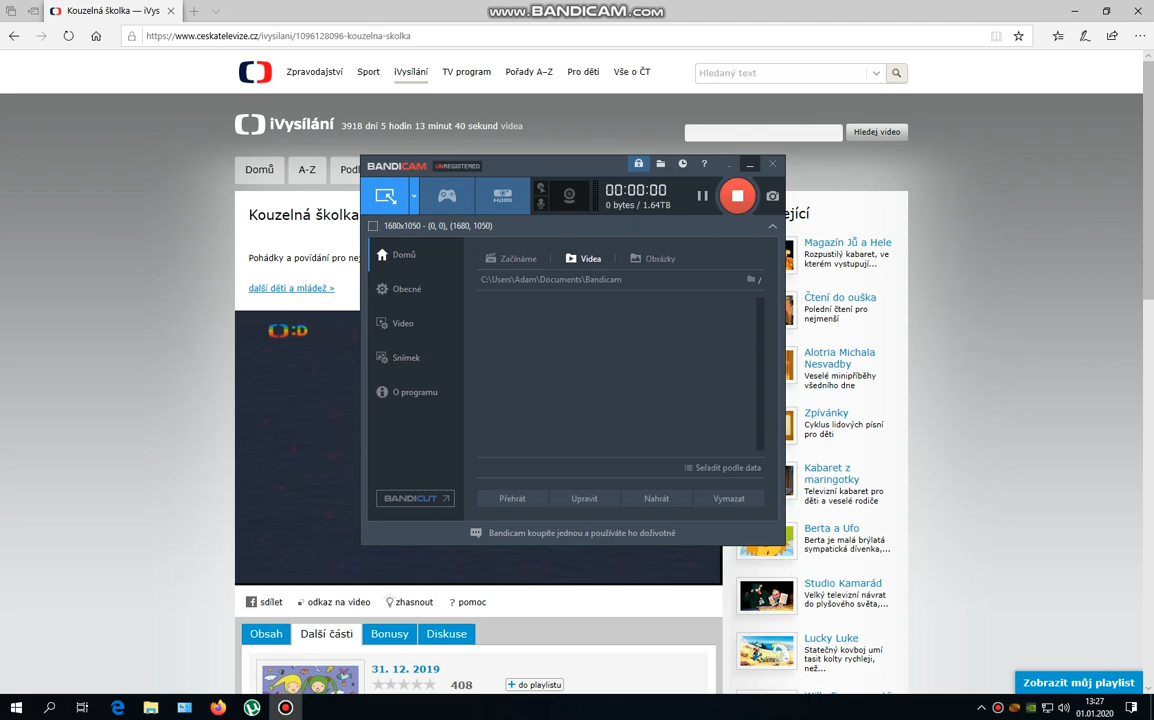 Kouzelná školka — iVys
www.BANDICAM.com
https://www.ceskatelevize.cz/ivysilani/1096128096-kouzelna-skolka
Zpravodajství
Sport
iVysílání
TV program
Pořady A–Z
Pro děti
Vše o ČT
Hledaný text
iVysílání
3918 dní 5 hodin 13 minut 40 sekund videa
Hledej video
Domů
A-Z
Kouzelná školka
Pohádky a povídání pro
další děti a mládež »
:D
BANDICAM UNREGISTERED
HDMI
00:00:00
0 bytes / 1.64TB
1680x1050 - (0, 0), (1680, 1050)
Domů
Obecné
Video
Snímek
O programu
BANDICUT
Začínáme
Videa
Obrázky
C:\Users\Adam\Documents\Bandicam
Seřadit podle data
Přehrát
Upravit
Nahrát
Vymazat
Bandicam koupíte jednou a používáte ho doživotně
Magazín Jů a Hele
Rozpustilý kabaret, ve
kterém vystupují...
Čtení do ouška
Polední čtení pro
nejmenší
Alotria Michala
Nesvadby
Veselé minipříběhy
všedního dne
Zpívánky
Cyklus lidových písní
pro děti
Kabaret z
maringotky
Televizní kabaret pro
děti a veselé rodiče
Berta a Ufo
Berta je malá brýlatá
sympatická dívenka,...
Studio Kamarád
Velký televizní návrat
do plyšového světa,...
Lucky Luke
Statečný kovboj umí
tasit kolty rychleji,
než...
sdílet
odkaz na video
zhasnout
? pomoc
Obsah
Další části
Bonusy
Diskuse
31. 12. 2019
408
+ do playlistu
Zobrazit můj playlist
13:27
01.01.2020